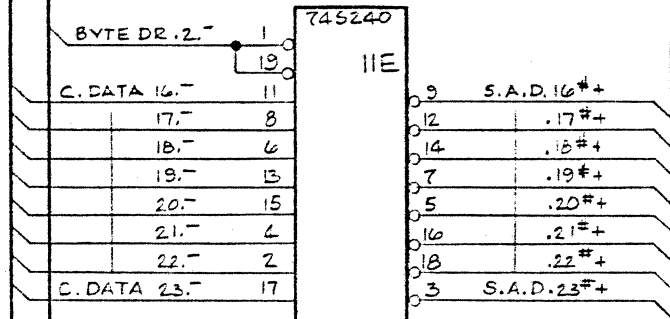 74S240
BYTE DR.2.- 1
19 11E
C.DATA 16.- 11 9 S.A.D.16#+
17.- 8 12 .17#+
18.- 6 14 .18#+
19.- 13 7 .19#+
20.- 15 5 .20#+
21.- 4 16 .21#+
22.- 2 18 .22#+
C.DATA 23.- 17 3 S.A.D.23#+